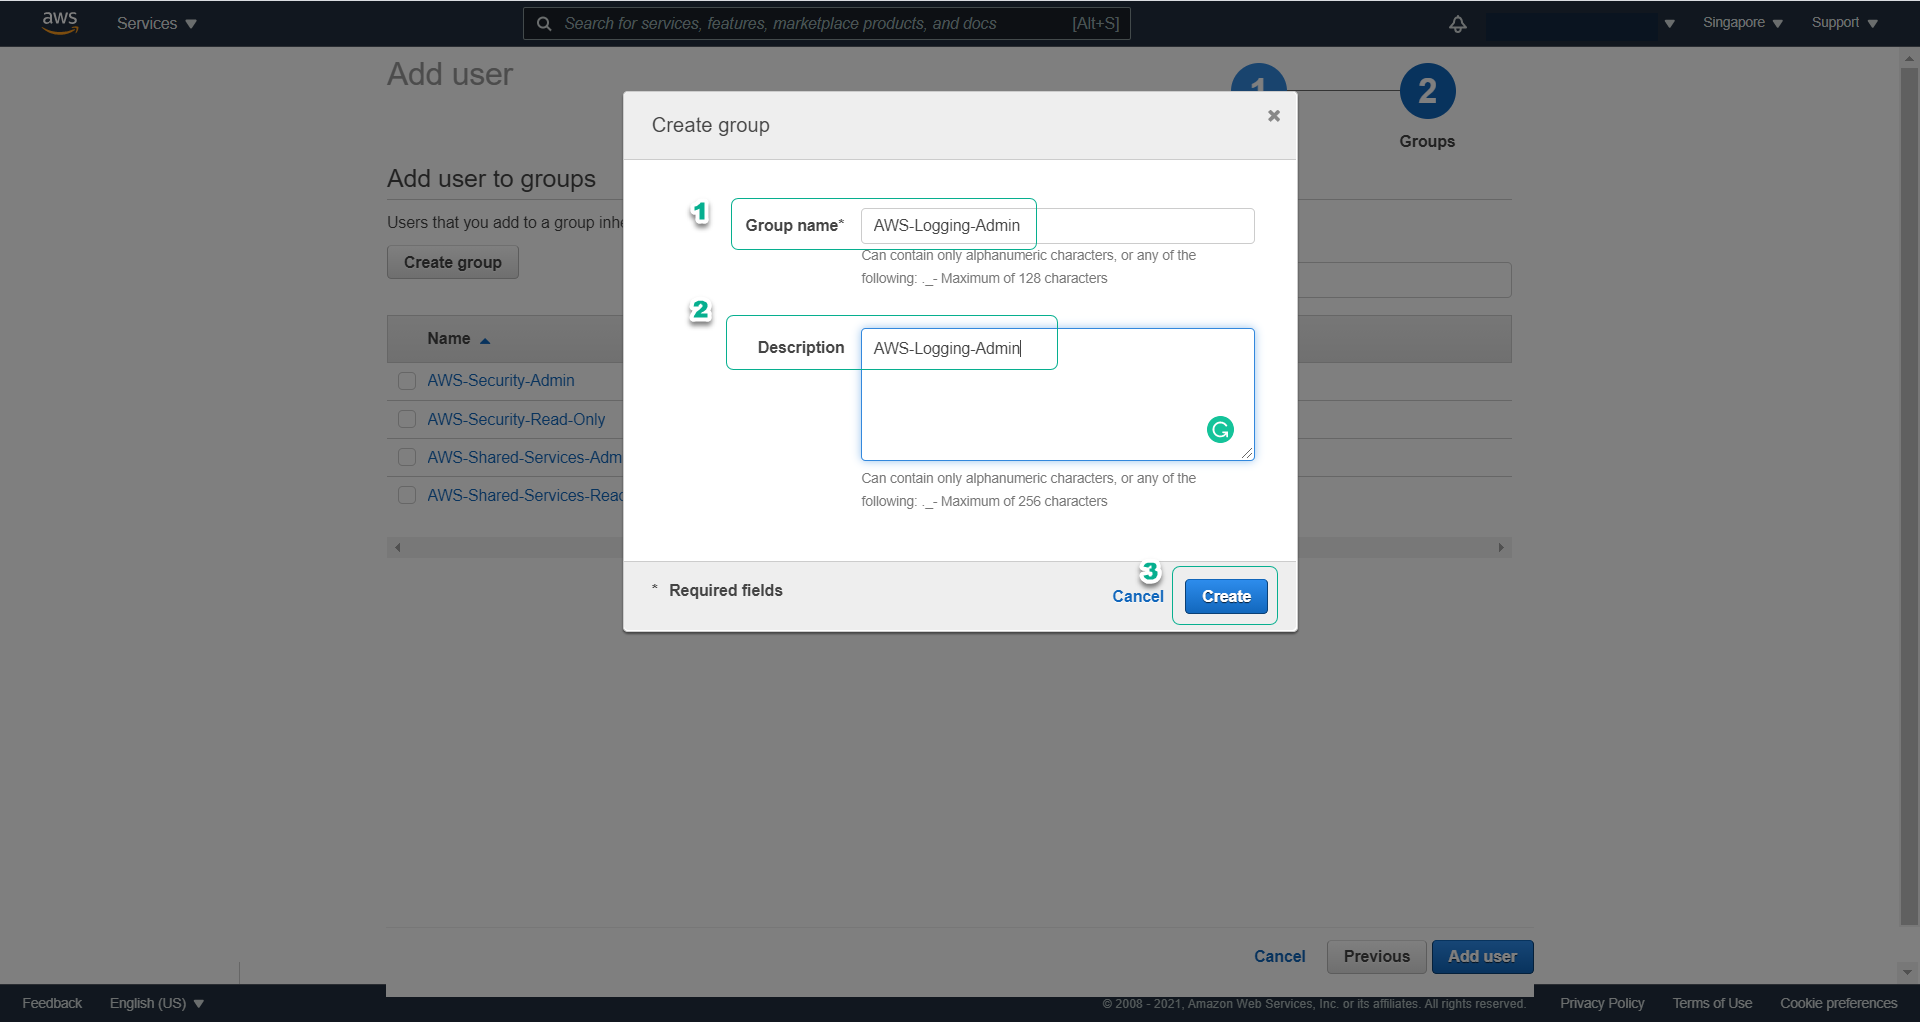 aws
Services
Search for services, features, marketplace products, and docs [Alt+S]
Singapore
Support
Add user
1
2
Groups
Add user to groups
Users that you add to a group inhe
Create group
Name
AWS-Security-Admin
AWS-Security-Read-Only
AWS-Shared-Services-Adm
AWS-Shared-Services-Read
Create group
1
Group name* AWS-Logging-Admin
Can contain only alphanumeric characters, or any of the
following: ._- Maximum of 128 characters
2
Description AWS-Logging-Admin
Can contain only alphanumeric characters, or any of the
following: ._- Maximum of 256 characters
* Required fields
3
Cancel Create
Cancel Previous Add user
Feedback English (US) © 2008 - 2021, Amazon Web Services, Inc. or its affiliates. All rights reserved. Privacy Policy Terms of Use Cookie preferences